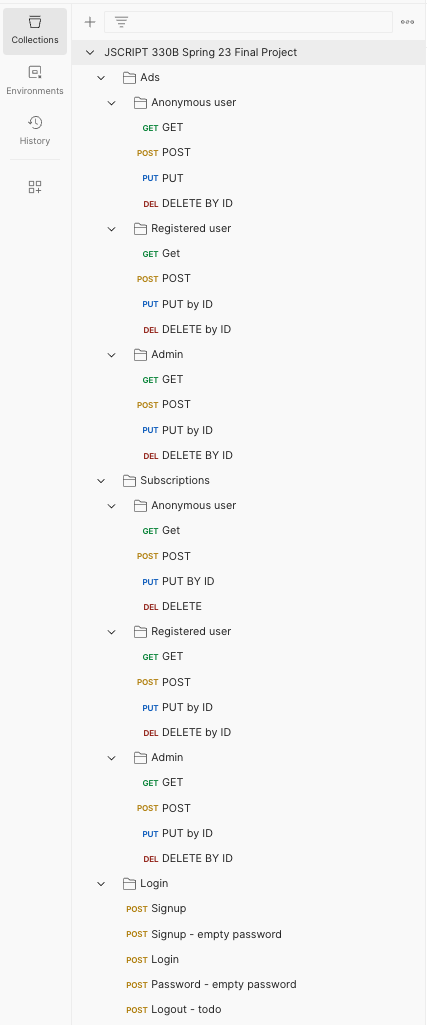 Collections
Environments
History
JSCRIPT 330B Spring 23 Final Project
Ads
Anonymous user
GET GET
POST POST
PUT PUT
DEL DELETE BY ID
Registered user
GET Get
POST POST
PUT PUT by ID
DEL DELETE by ID
Admin
GET GET
POST POST
PUT PUT by ID
DEL DELETE BY ID
Subscriptions
Anonymous user
GET Get
POST POST
PUT PUT BY ID
DEL DELETE
Registered user
GET GET
POST POST
PUT PUT by ID
DEL DELETE by ID
Admin
GET GET
POST POST
PUT PUT by ID
DEL DELETE BY ID
Login
POST Signup
POST Signup - empty password
POST Login
POST Password - empty password
POST Logout - todo